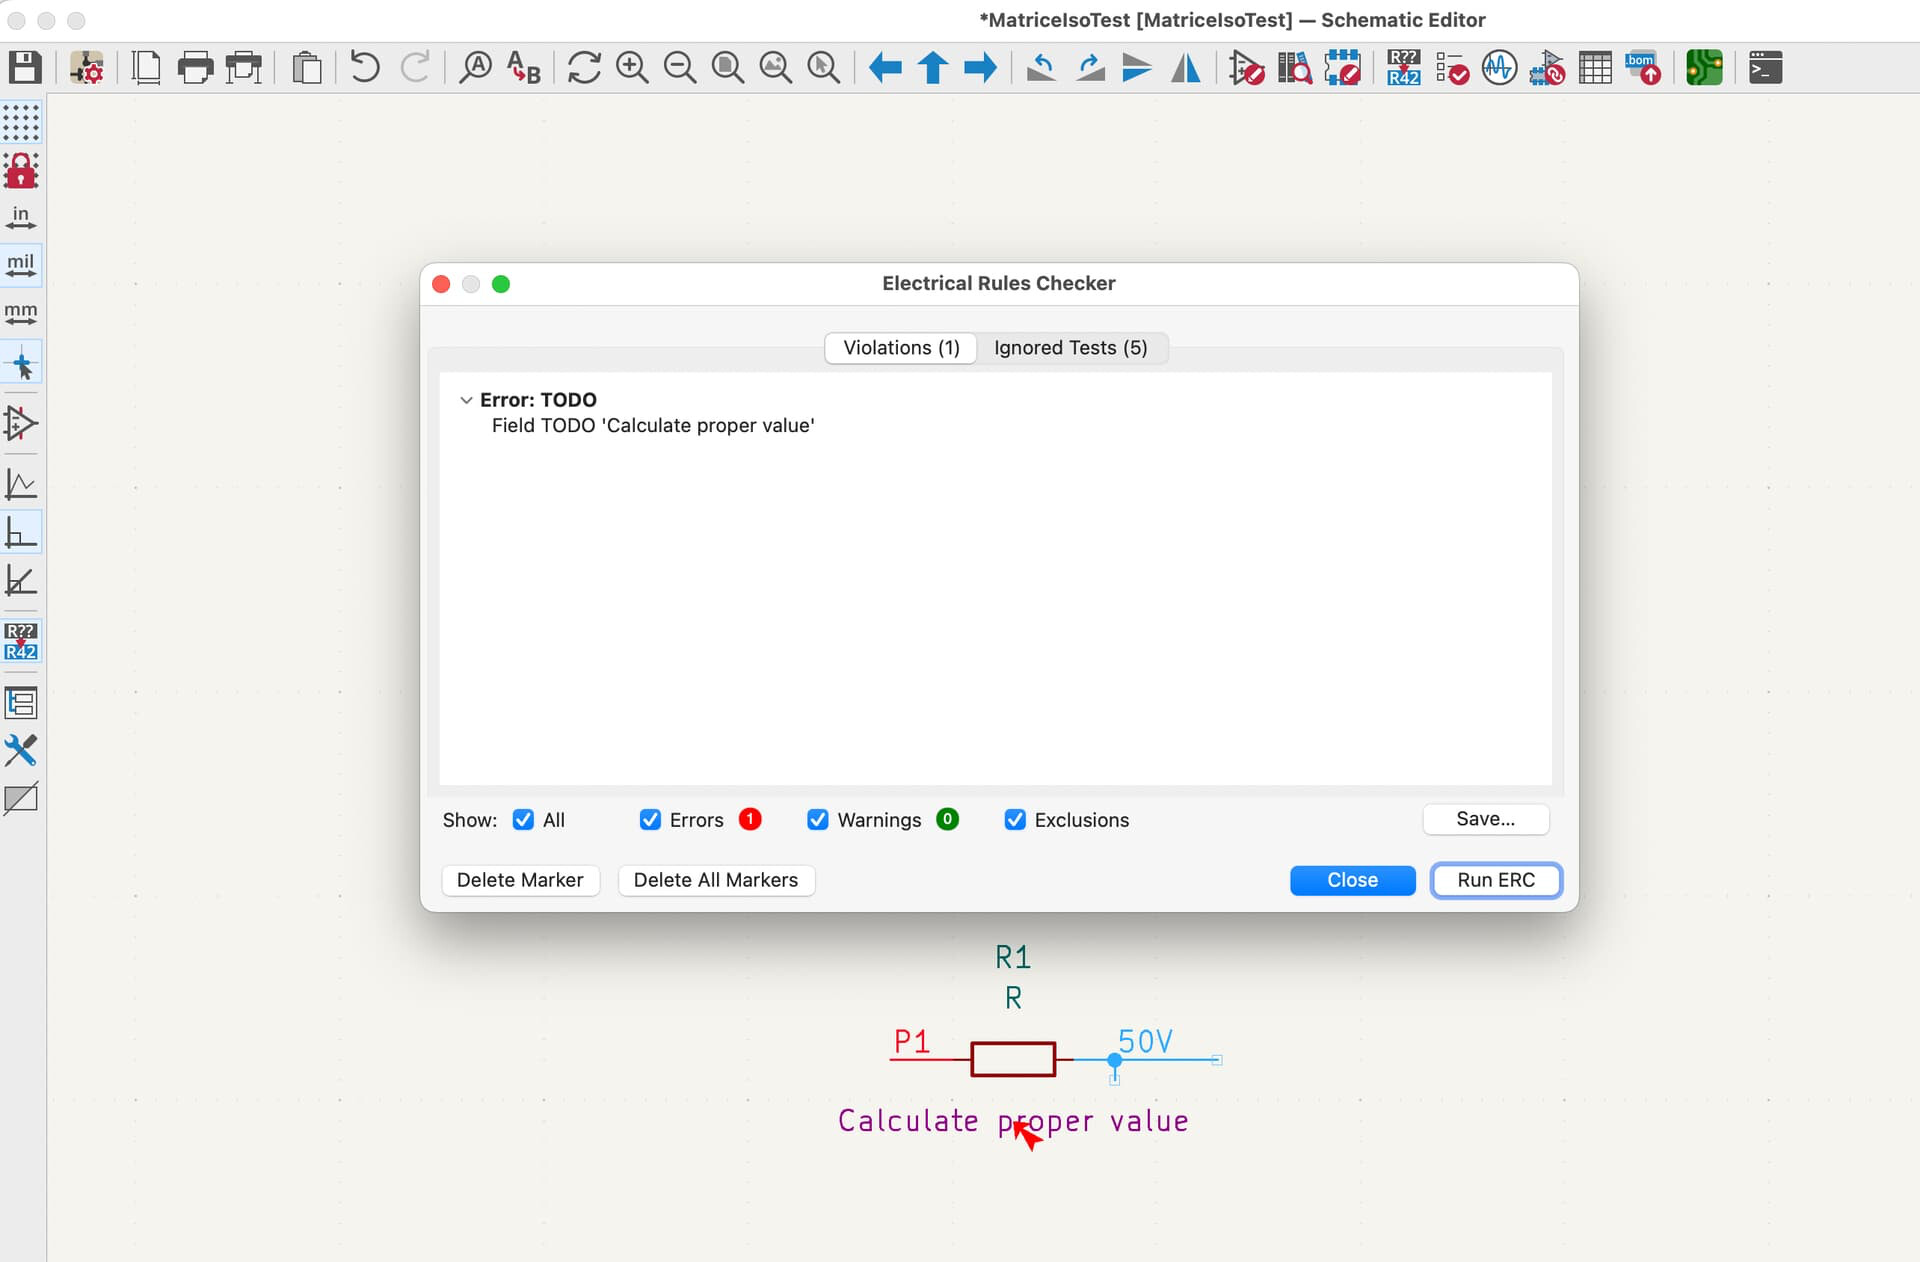 *MatriceIsoTest [MatriceIsoTest] — Schematic Editor
A
A B
R??
R42
.bom
>_
in
mil
mm
R??
R42
Electrical Rules Checker
Violations (1) Ignored Tests (5)
Error: TODO
Field TODO 'Calculate proper value'
Show: All Errors 1 Warnings 0 Exclusions Save...
Delete Marker Delete All Markers Close Run ERC
R1
R
P1 50V
Calculate proper value